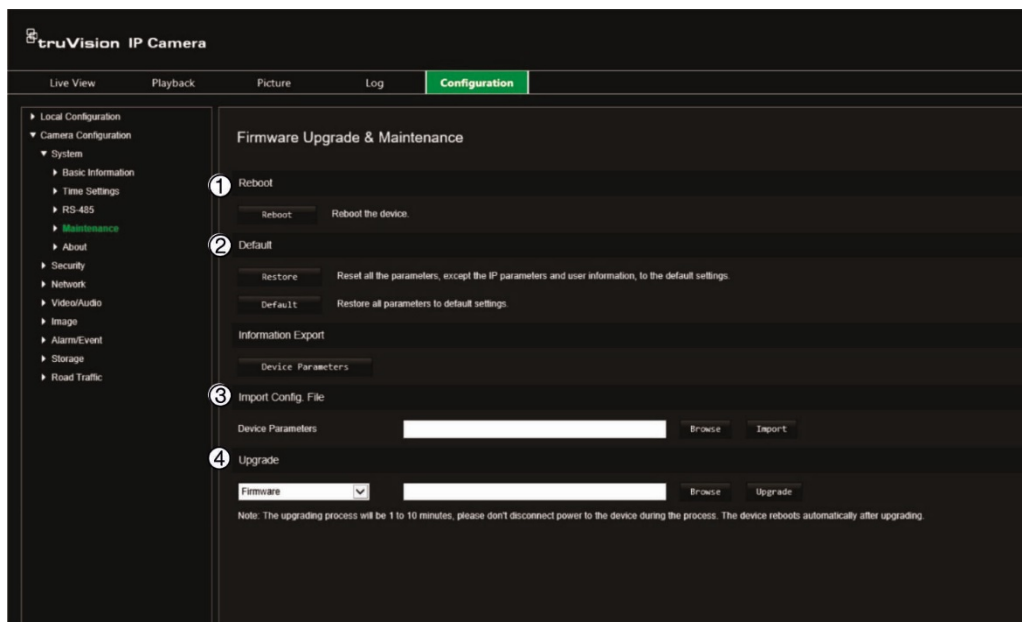 truVision IP Camera
Live View Playback Picture Log Configuration
Local Configuration
Camera Configuration
System
Basic Information
Time Settings
RS-485
Maintenance
About
Security
Network
Video/Audio
Image
Alarm/Event
Storage
Road Traffic
Firmware Upgrade & Maintenance
1 Reboot
Reboot Reboot the device.
2 Default
Restore Reset all the parameters, except the IP parameters and user information, to the default settings.
Default Restore all parameters to default settings.
Information Export
Device Parameters
3 Import Config. File
Device Parameters Browse Import
4 Upgrade
Firmware Browse Upgrade
Note: The upgrading process will be 1 to 10 minutes, please don't disconnect power to the device during the process. The device reboots automatically after upgrading.